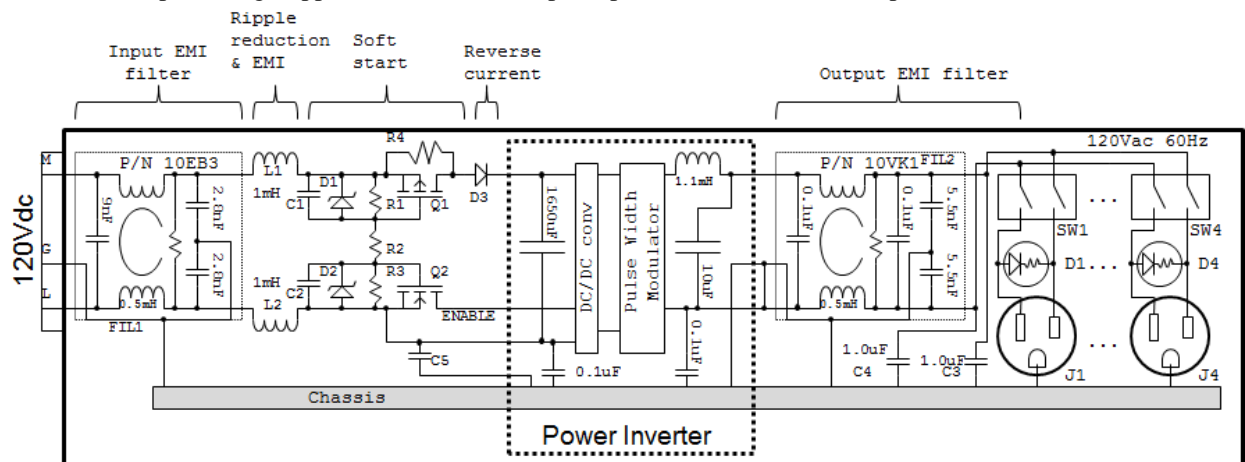 Ripple
reduction
& EMI
Input EMI
filter
Soft
start
Reverse
current
Output EMI filter
120Vdc
M
G
L
P/N 10EB3
9nF
2.8nF
2.8nF
0.5mH
FIL1
L1
1mH
C1
D1
R1
R4
Q1
D3
R2
1mH
C2
D2
R3
Q2
L2
ENABLE
C5
1650uF
0.1uF
DC/DC conv
Pulse Width
Modulator
1.1mH
10uF
0.1uF
P/N 10VK1
FIL2
0.1uF
0.1uF
5.5nF
5.5nF
0.5mH
1.0uF
C4
1.0uF
C3
120Vac 60Hz
SW1
...
SW4
D1...
D4
J1
...
J4
Chassis
Power Inverter